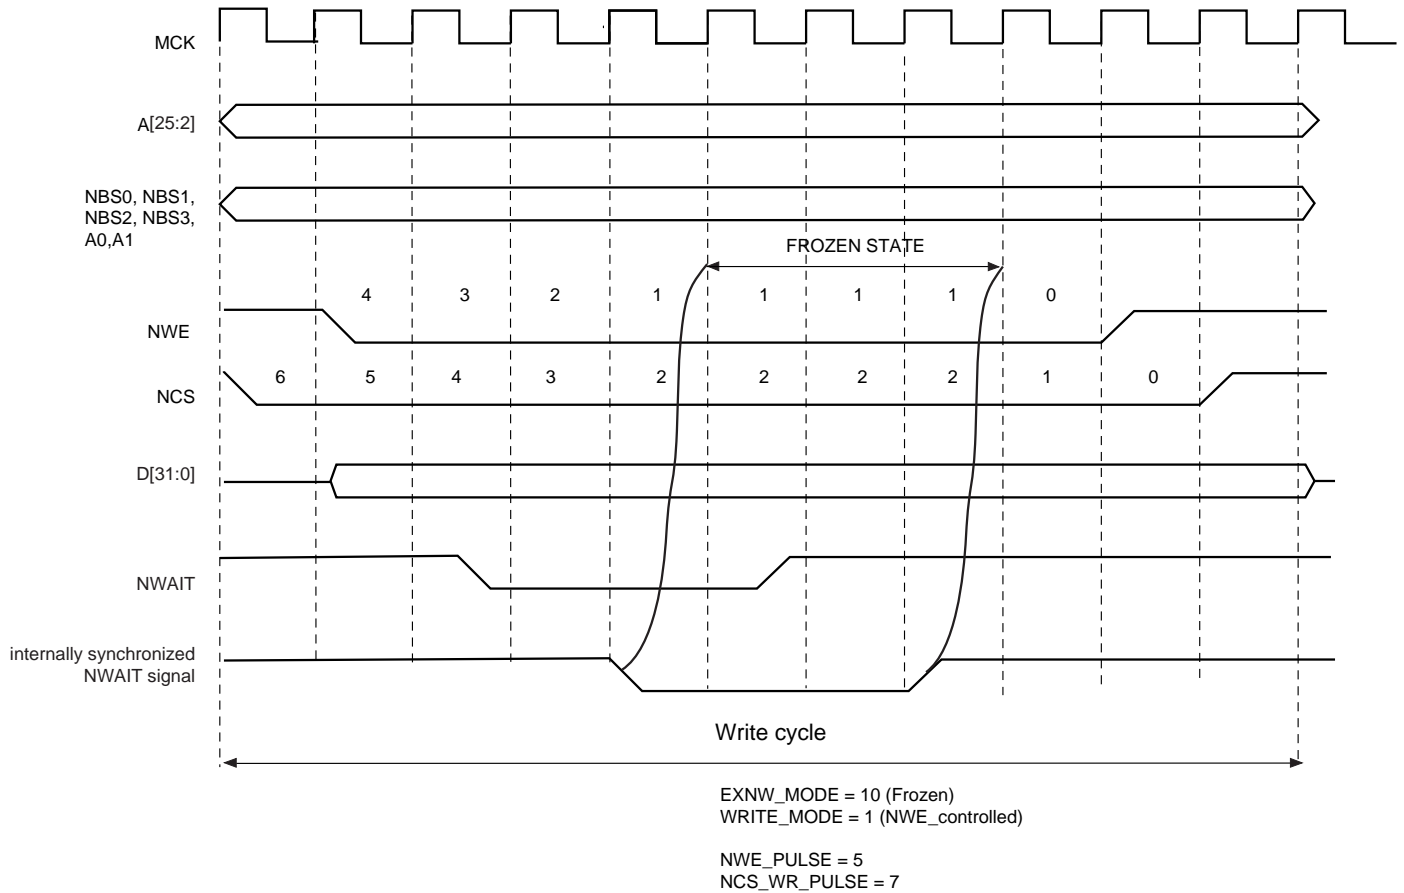 MCK
A[25:2]
NBS0, NBS1,
NBS2, NBS3,
A0,A1
FROZEN STATE
4 3 2 1 1 1 1 0
NWE
6 5 4 3 2 2 2 2 1 0
NCS
D[31:0]
NWAIT
internally synchronized
NWAIT signal
Write cycle
EXNW_MODE = 10 (Frozen)
WRITE_MODE = 1 (NWE_controlled)
NWE_PULSE = 5
NCS_WR_PULSE = 7